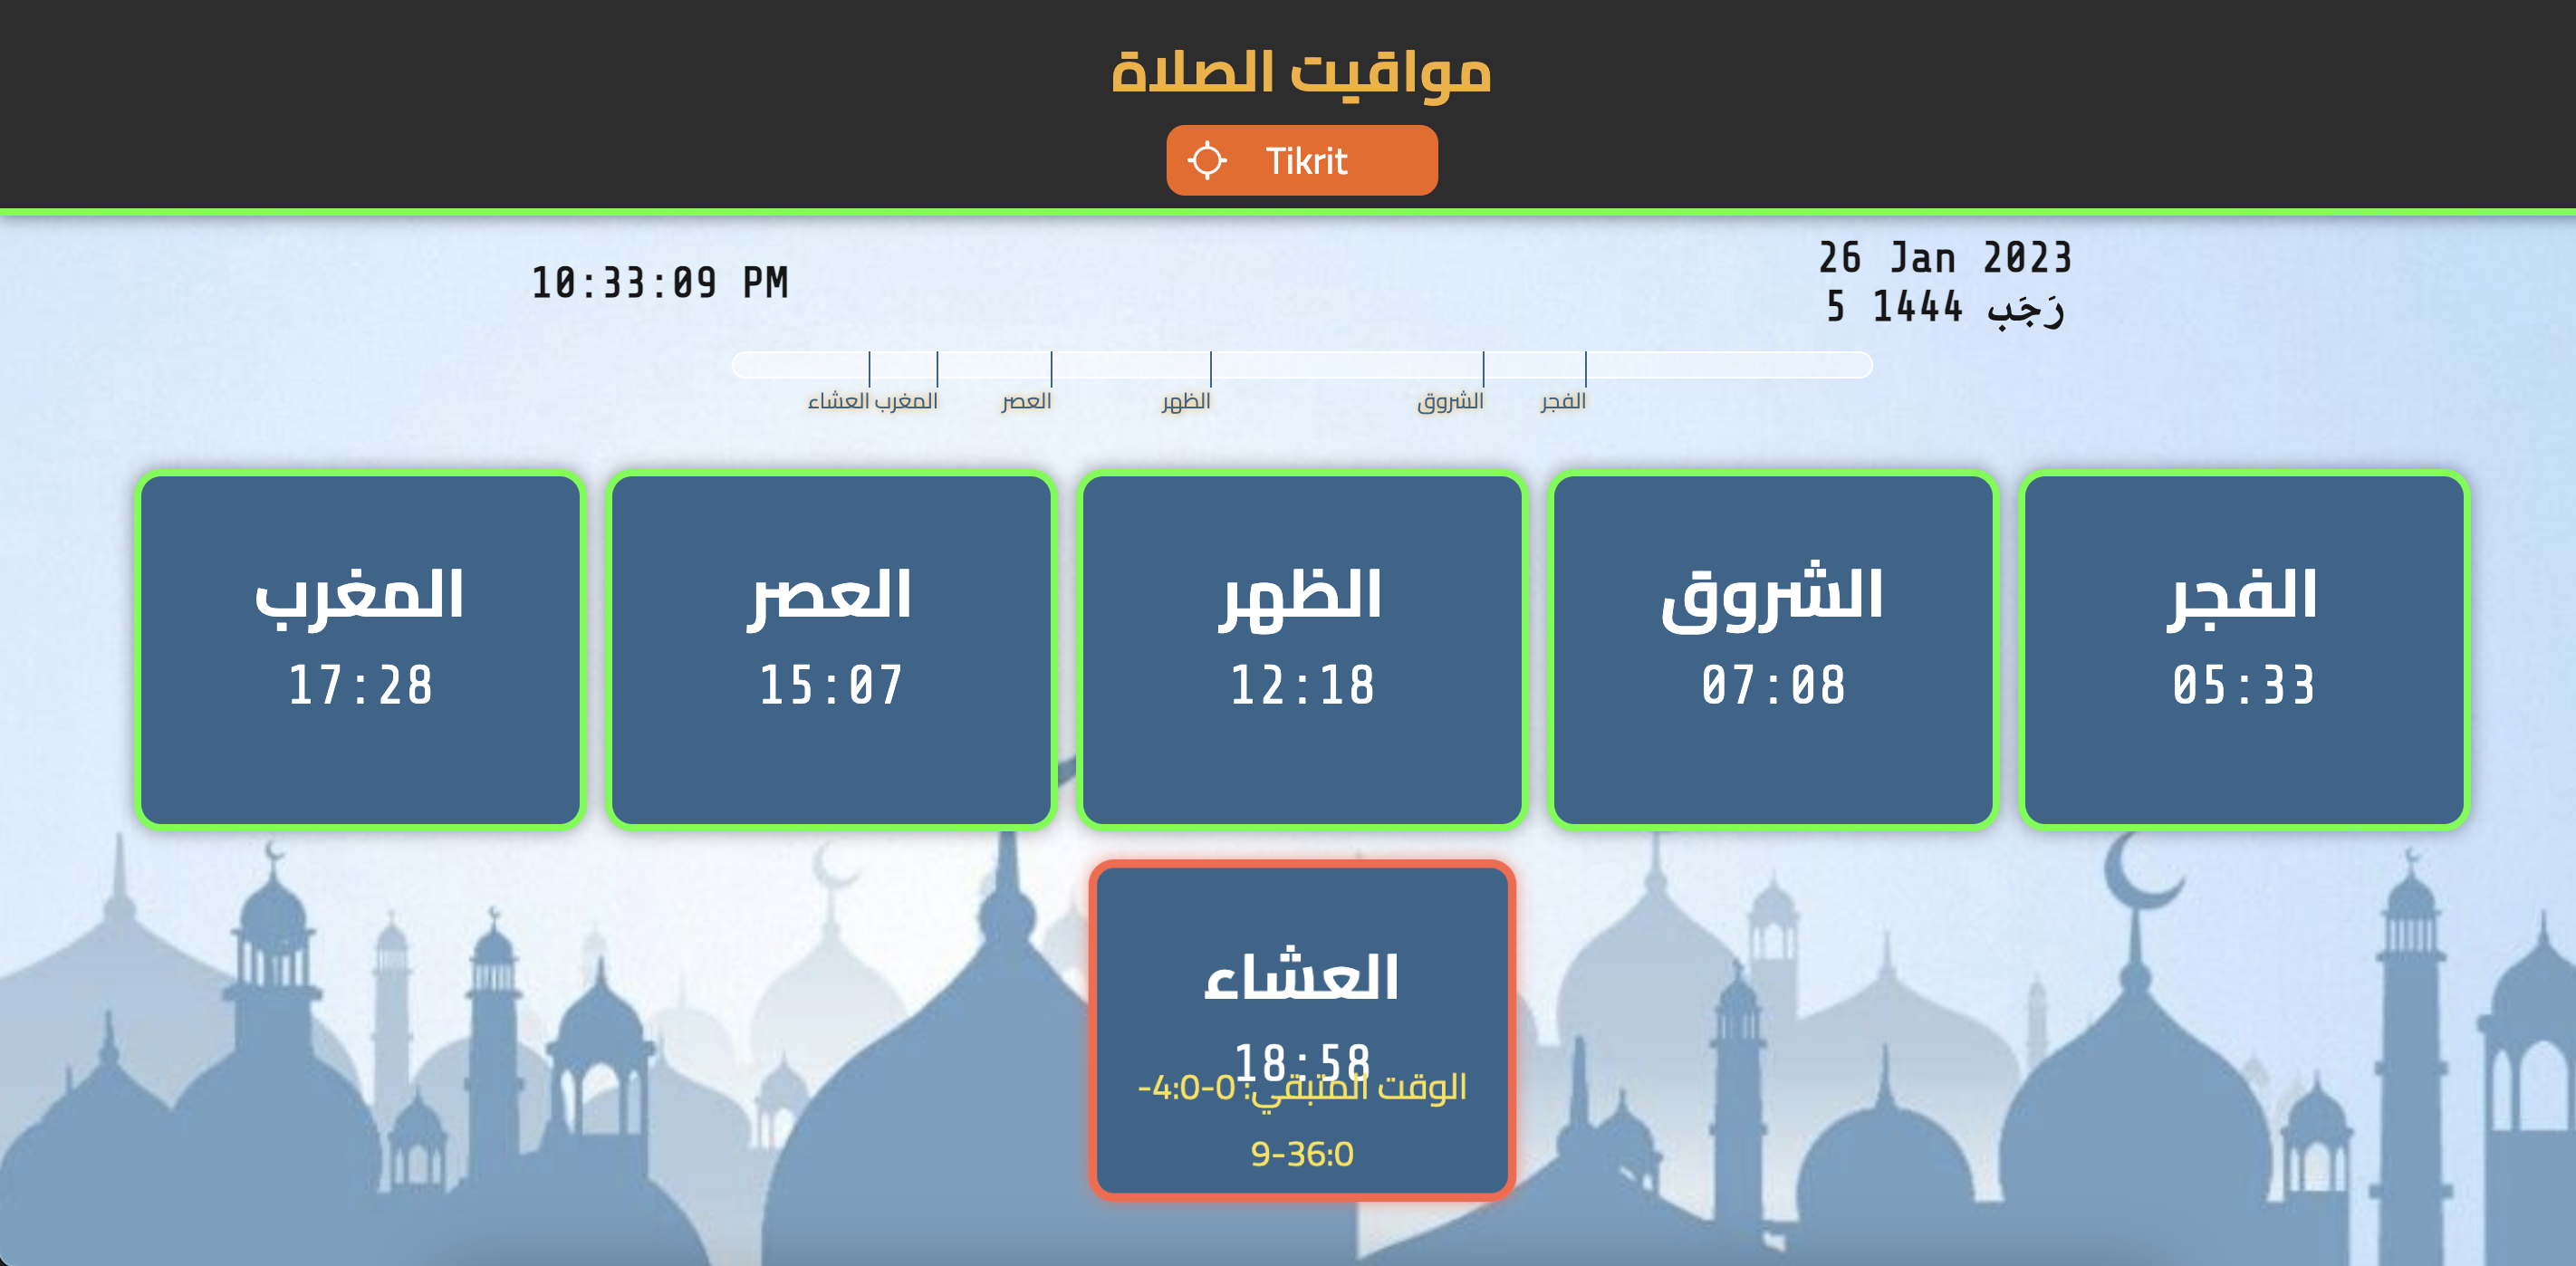 مواقيت الصلاة
Tikrit
26 Jan 2023
5 رَجَب 1444
10:33:09 PM
الفجر
الشروق
الظهر
العصر
المغرب
العشاء
الفجر
05:33
الشروق
07:08
الظهر
12:18
العصر
15:07
المغرب
17:28
العشاء
18:58
الوقت المتبقي: 0-0:4-
9-36:0